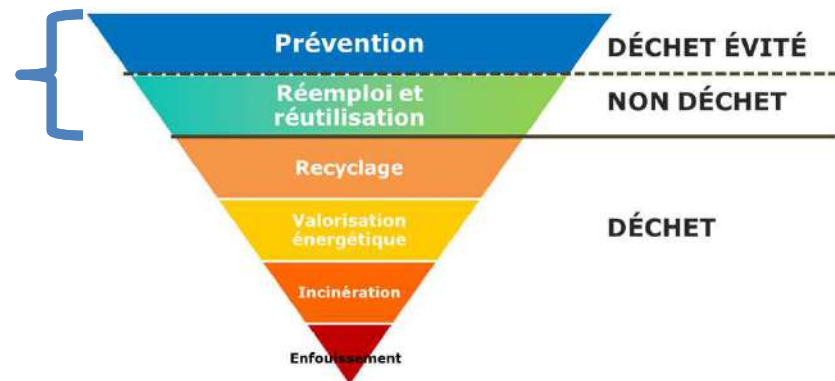 Prévention
DÉCHET ÉVITÉ
Réemploi et
réutilisation
NON DÉCHET
Recyclage
Valorisation
énergétique
DÉCHET
Incinération
Enfouissement